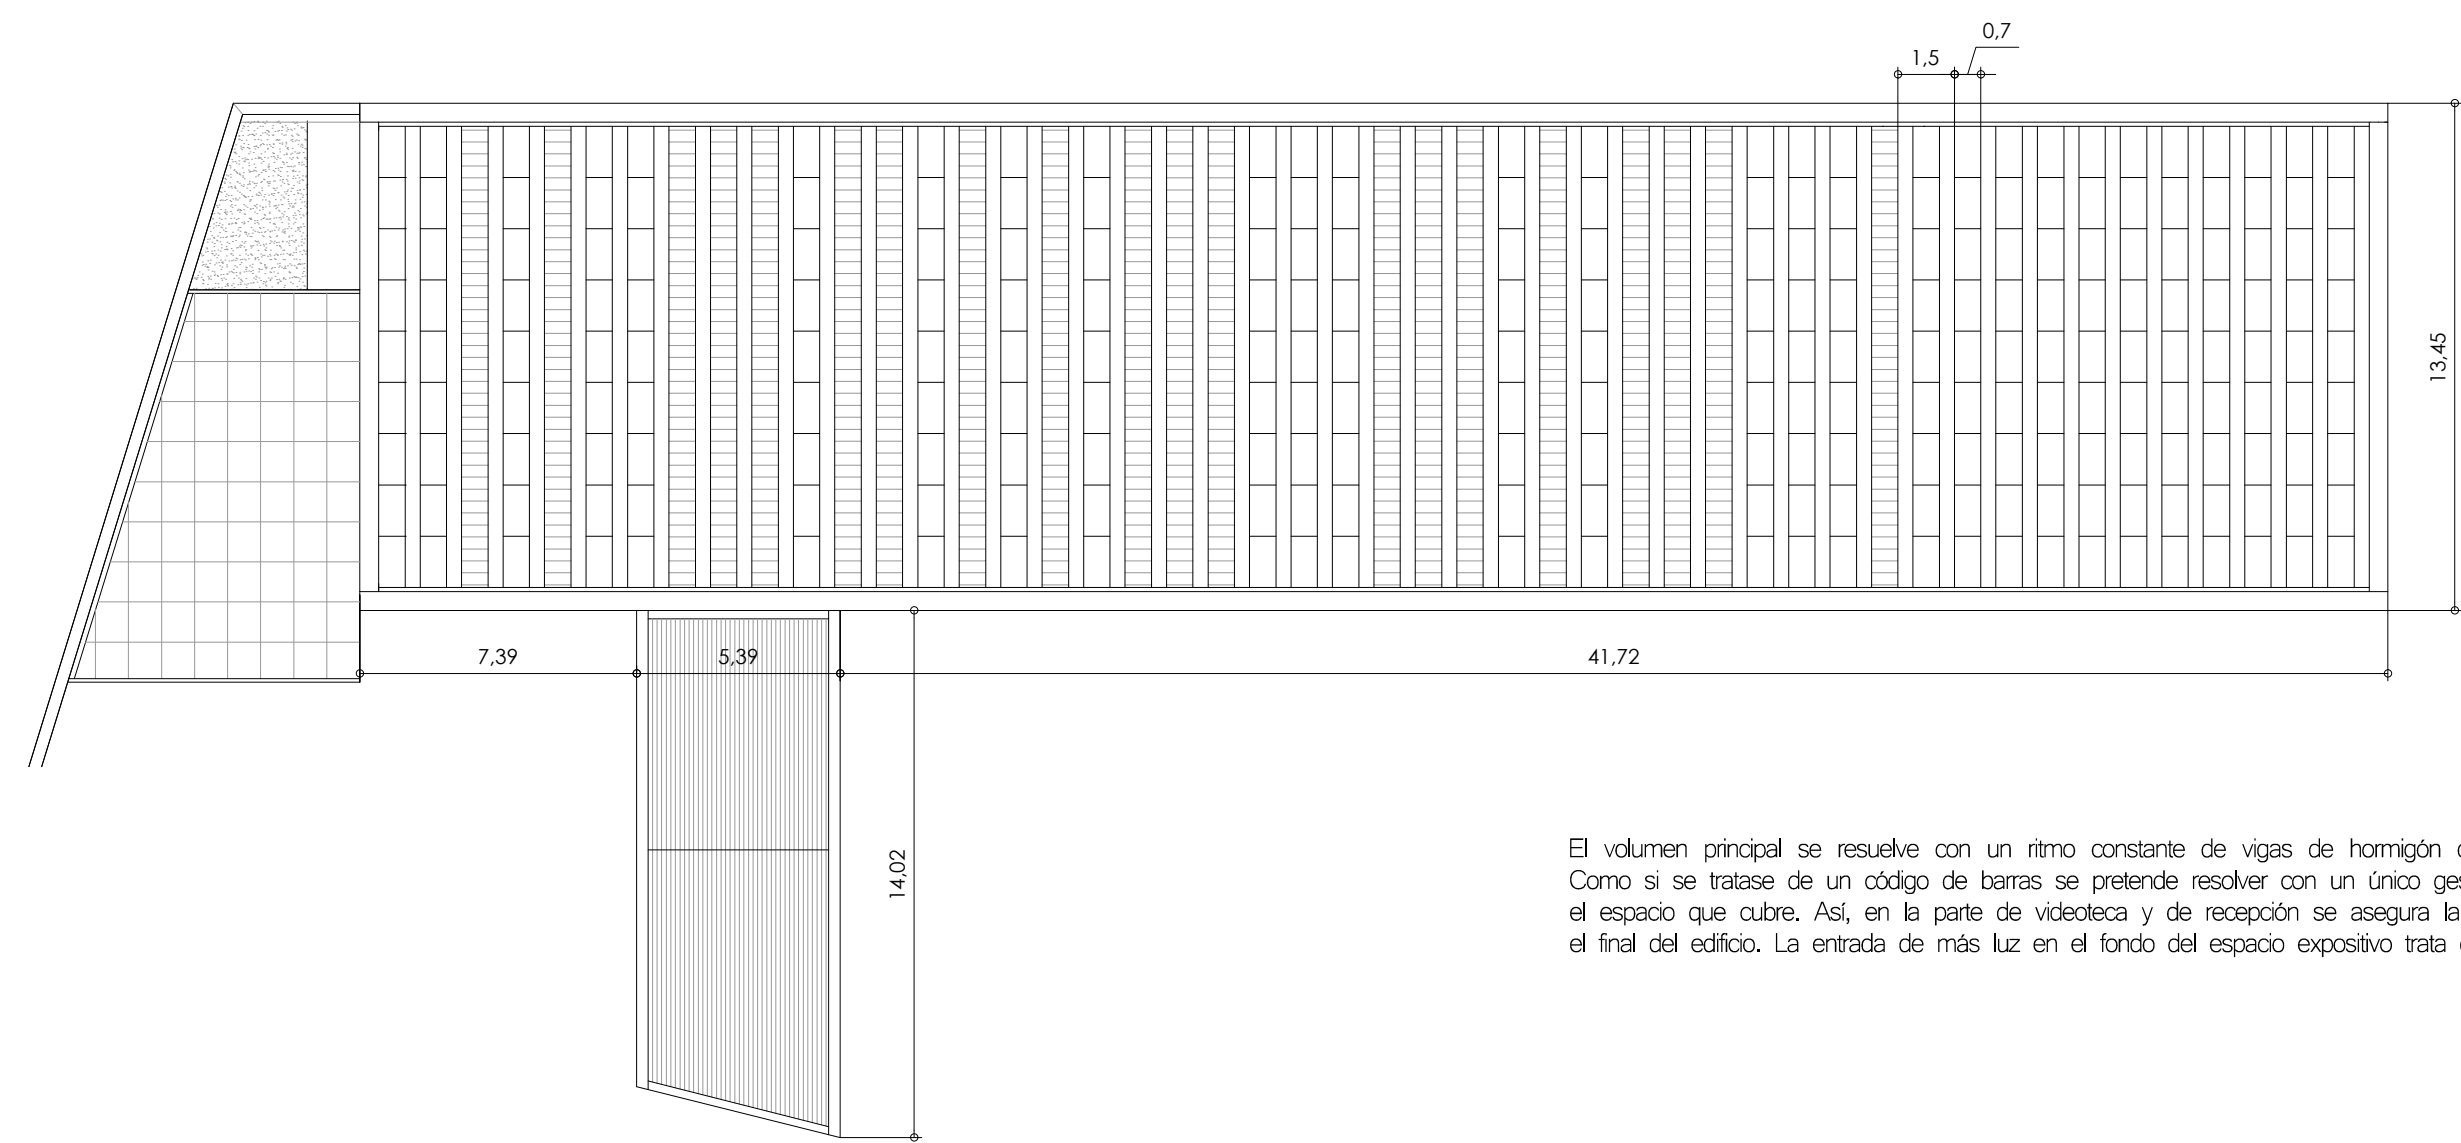 0,7
1,5
13,45
7,39
5,39
41,72
14,02
El volumen principal se resuelve con un ritmo constante de vigas de hormigón
Como si se tratase de un código de barras se pretende resolver con un único
el espacio que cubre. Así, en la parte de videoteca y de recepción se asegura la
el final del edificio. La entrada de más luz en el fondo del espacio expositivo trata